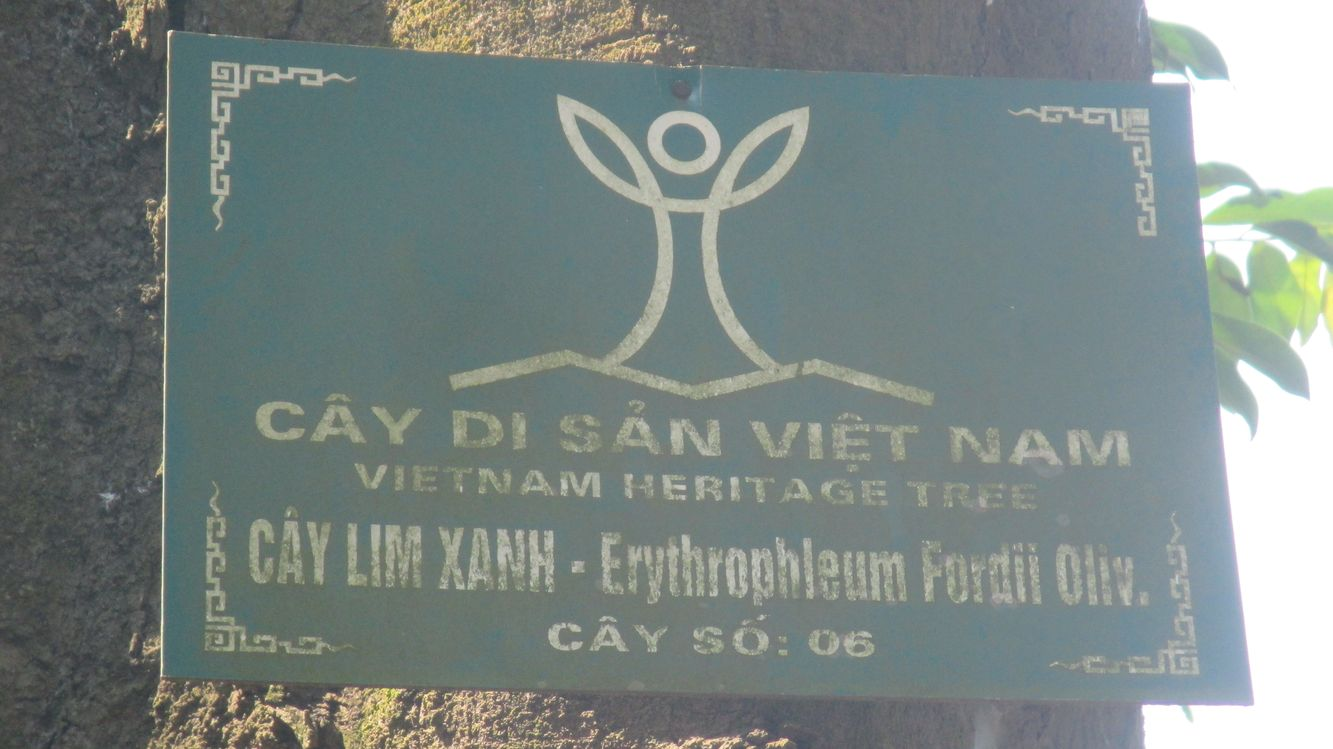 CÂY DI SẢN VIỆT NAM
VIETNAM HERITAGE TREE
CÂY LIM XANH - Erythrophleum Fordii Oliv.
CÂY SỐ: 06